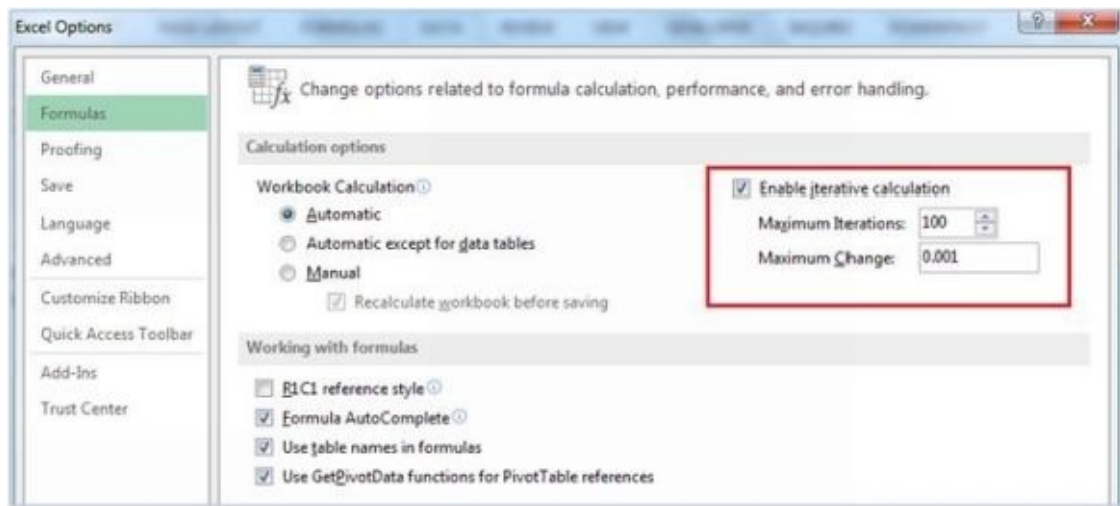 Excel Options
General
Formulas
Proofing
Save
Language
Advanced
Customize Ribbon
Quick Access Toolbar
Add-Ins
Trust Center
fx Change options related to formula calculation, performance, and error handling.
Calculation options
Workbook Calculation
Automatic
Automatic except for data tables
Manual
Recalculate workbook before saving
Enable iterative calculation
Maximum Iterations: 100
Maximum Change: 0.001
Working with formulas
R1C1 reference style
Formula AutoComplete
Use table names in formulas
Use GetPivotData functions for PivotTable references